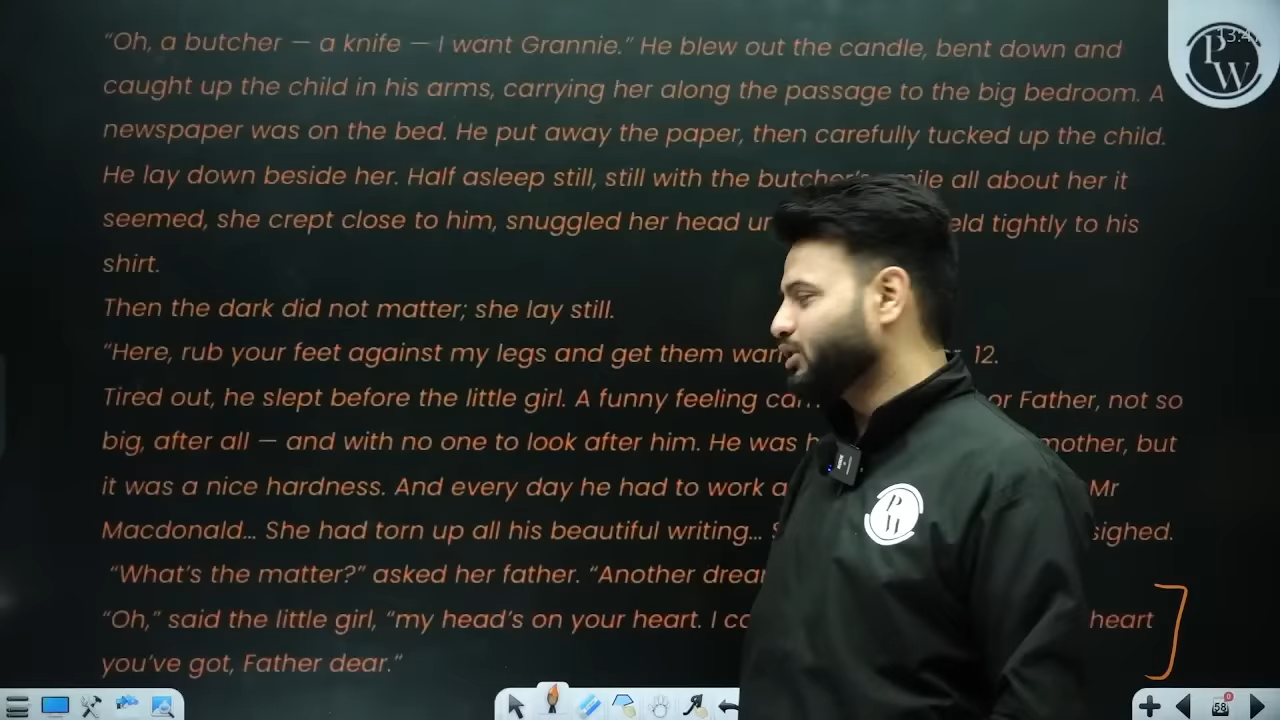 “Oh, a butcher — a knife — I want Grannie.” He blew out the candle, bent down and
caught up the child in his arms, carrying her along the passage to the big bedroom. A
newspaper was on the bed. He put away the paper, then carefully tucked up the child.
He lay down beside her. Half asleep still, still with the butcher’s smile all about her it
seemed, she crept close to him, snuggled her head tightly to his
shirt.
Then the dark did not matter; she lay still.
“Here, rub your feet against my legs and get them 12.
Tired out, he slept before the little girl. A funny feeling Father, not so
big, after all — and with no one to look after him. He was mother, but
it was a nice hardness. And every day he had to work Mr
Macdonald… She had torn up all his beautiful writing… sighed.
“What’s the matter?” asked her father. “Another
“Oh,” said the little girl, “my head’s on your heart. I heart
you’ve got, Father dear.”
P
W
P
W
58